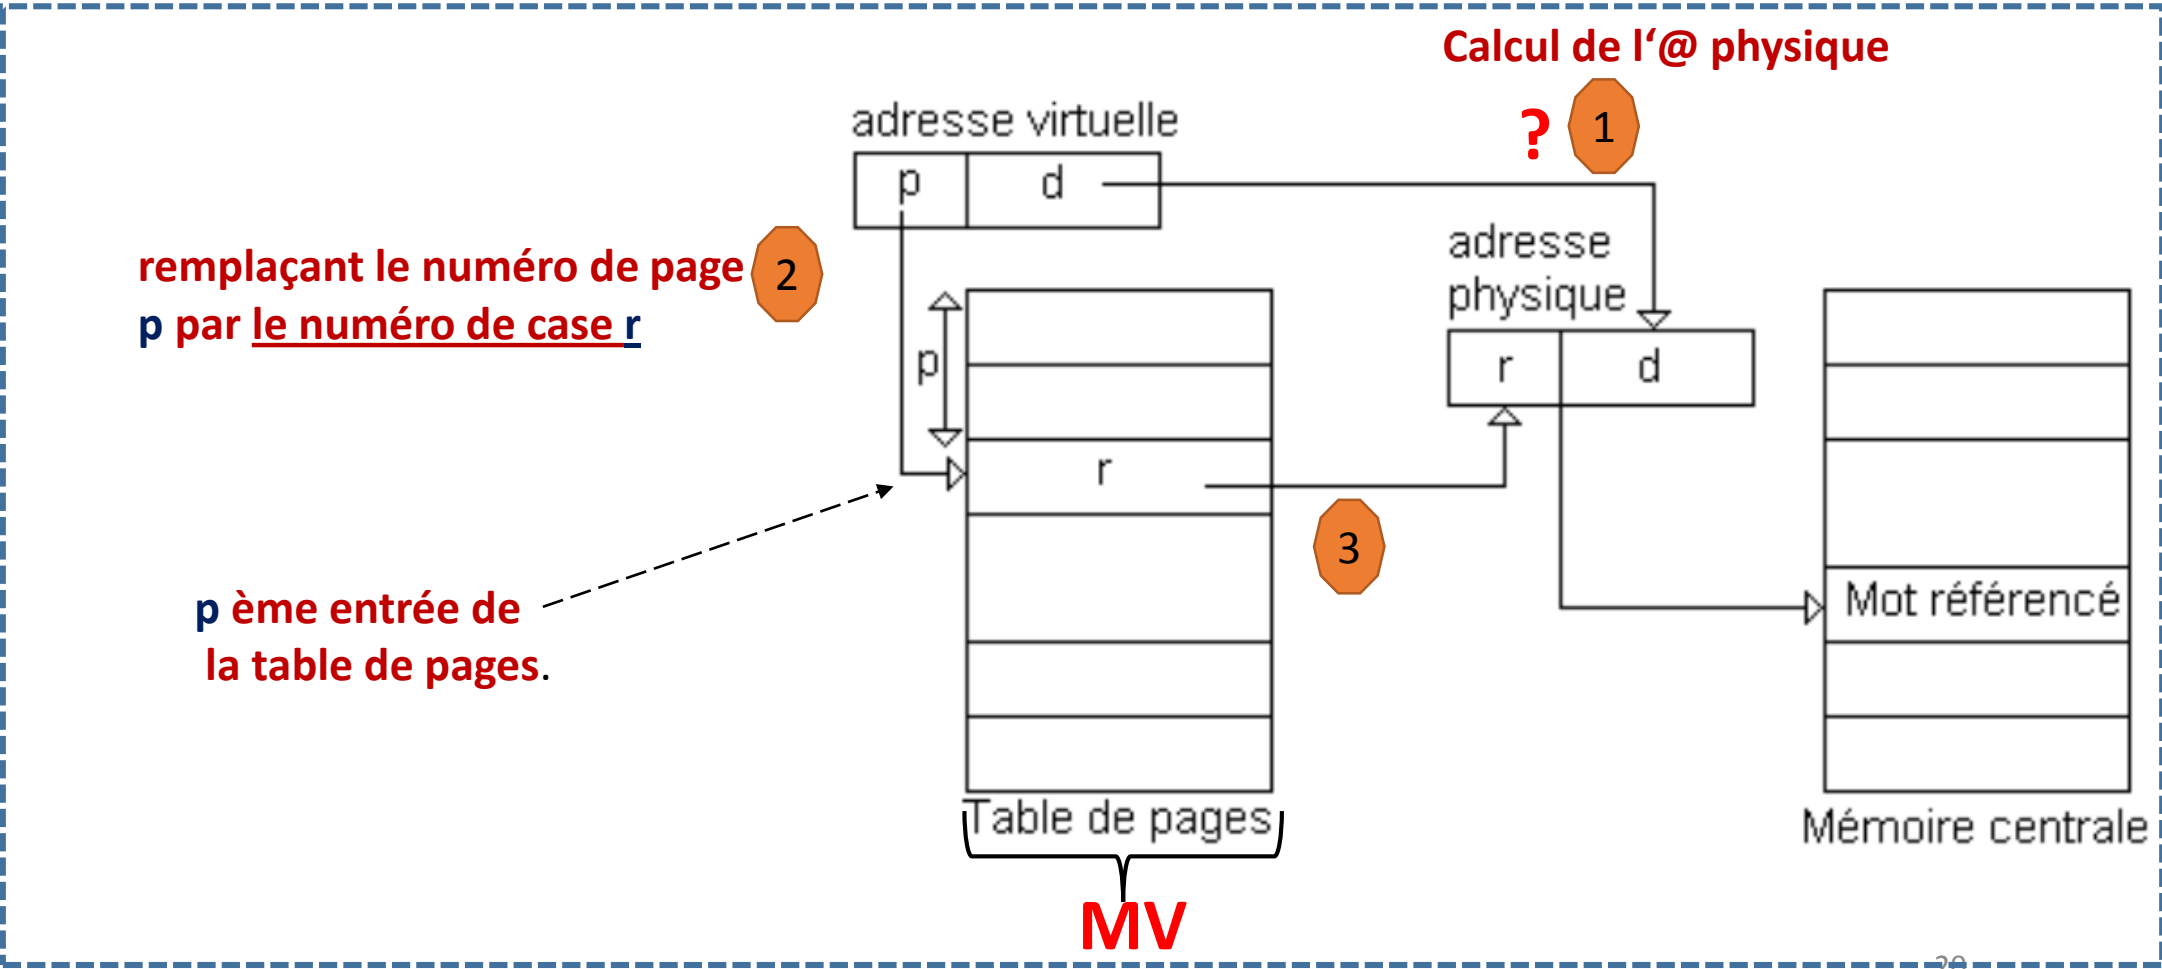 Calcul de l‘@ physique
? 1
adresse virtuelle
p d
remplaçant le numéro de page 2
p par le numéro de case r
adresse
physique
r d
p
r
3
Mot référencé
p ème entrée de
la table de pages.
Table de pages
Mémoire centrale
MV